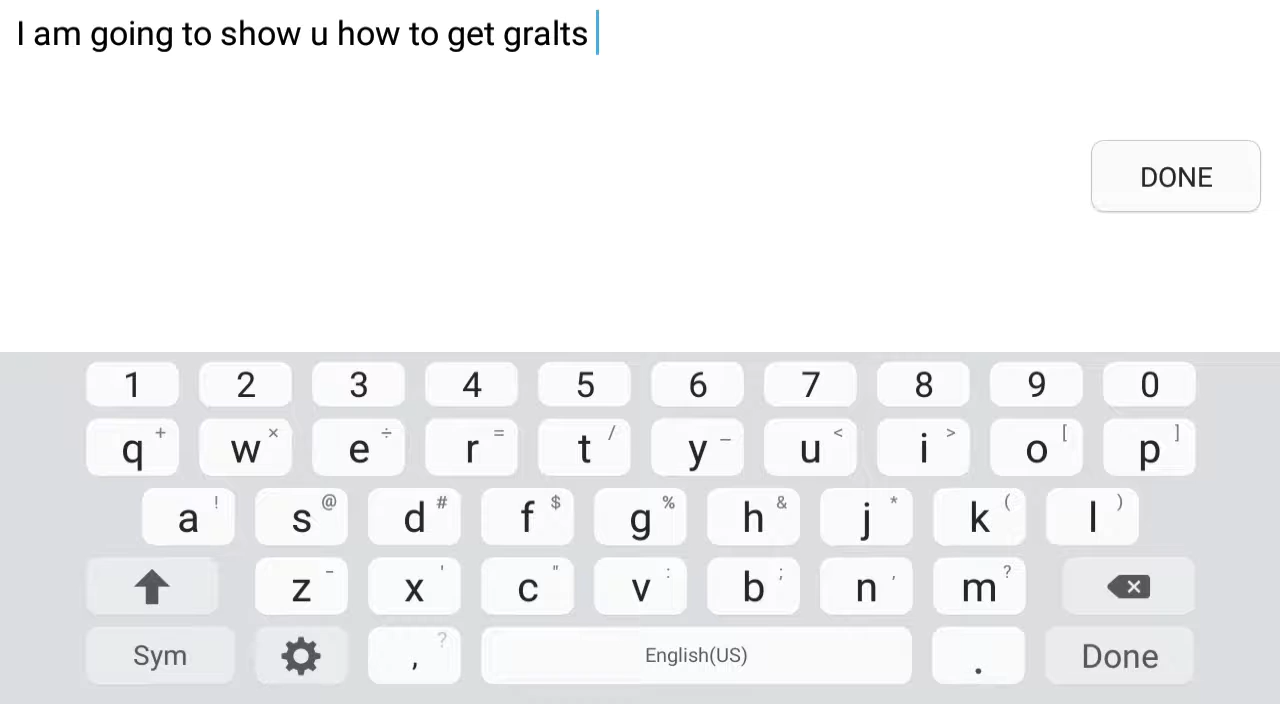 I am going to show u how to get gralts
DONE
1 2 3 4 5 6 7 8 9 0
q + w × e ÷ r = t / y _ u < i > o [ p ]
a ! s @ d # f $ g % h & j * k ( l )
z - x ' c " v : b ; n , m ?
Sym , ? English(US) . Done